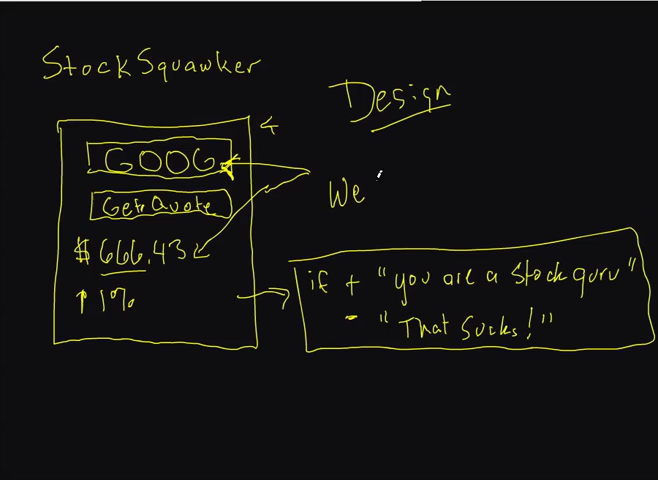 StockSquawker
Design
GOOG
Get Quote
We
$666.43
↑ 1%
if + "you are a Stock guru"
- "That Sucks!"